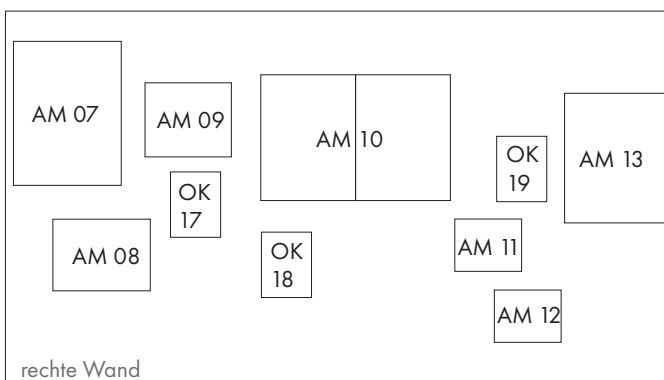 AM 07
AM 09
AM 10
OK
19
AM 13
OK
17
AM 08
OK
18
AM 11
AM 12
rechte Wand